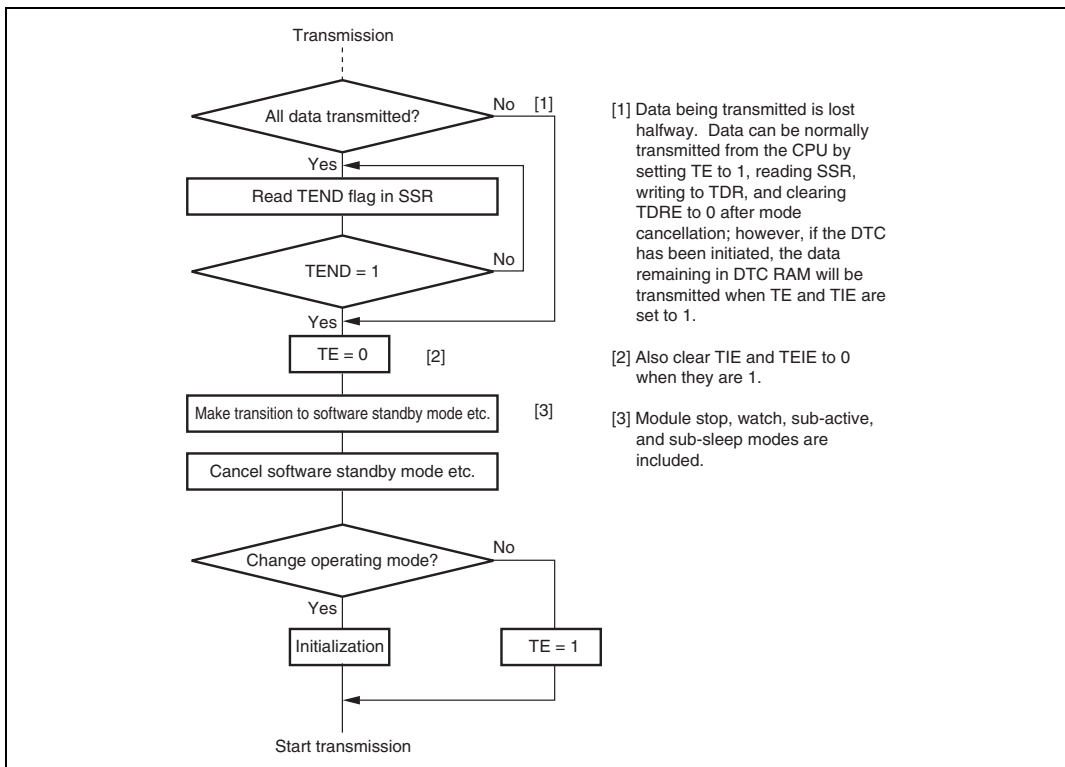 Transmission
All data transmitted?
No [1]
Yes
Read TEND flag in SSR
TEND = 1
No
Yes
TE = 0
[2]
Make transition to software standby mode etc.
[3]
Cancel software standby mode etc.
Change operating mode?
No
Yes
Initialization
TE = 1
Start transmission
[1] Data being transmitted is lost
halfway. Data can be normally
transmitted from the CPU by
setting TE to 1, reading SSR,
writing to TDR, and clearing
TDRE to 0 after mode
cancellation; however, if the DTC
has been initiated, the data
remaining in DTC RAM will be
transmitted when TE and TIE are
set to 1.
[2] Also clear TIE and TEIE to 0
when they are 1.
[3] Module stop, watch, sub-active,
and sub-sleep modes are
included.